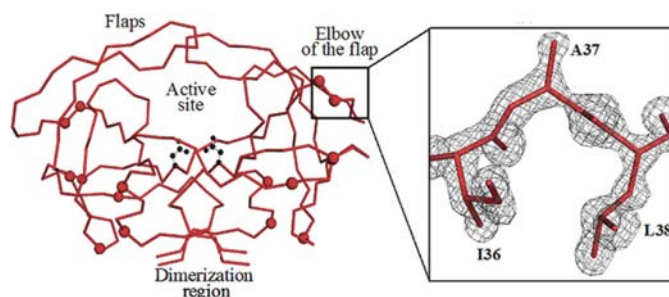 Flaps
Elbow
of the flap
Active
site
Dimerization
region
A37
L38
I36